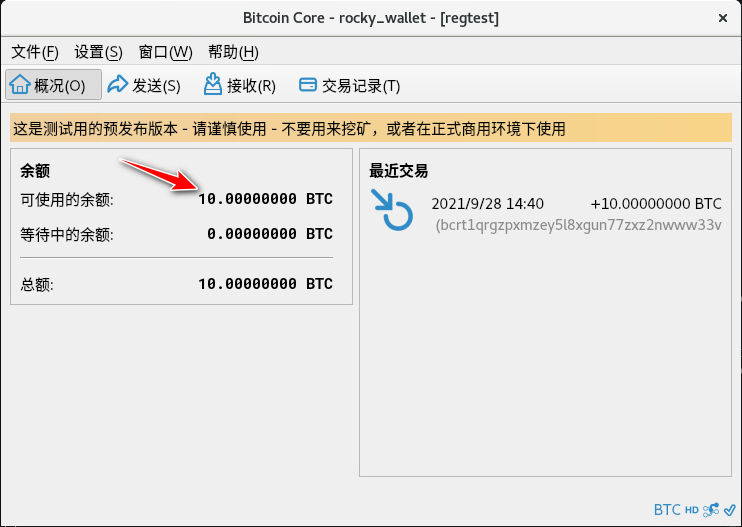 Bitcoin Core - rocky_wallet - [regtest]
文件(F) 设置(S) 窗口(W) 帮助(H)
概况(O) 发送(S) 接收(R) 交易记录(T)
这是测试用的预发布版本 - 请谨慎使用 - 不要用来挖矿，或者在正式商用环境下使用
余额
可使用的余额: 10.00000000 BTC
等待中的余额: 0.00000000 BTC
总额: 10.00000000 BTC
最近交易
2021/9/28 14:40 +10.00000000 BTC
(bcrt1qrgzpxmzey5l8xgun77zxz2nwww33v
BTC HD